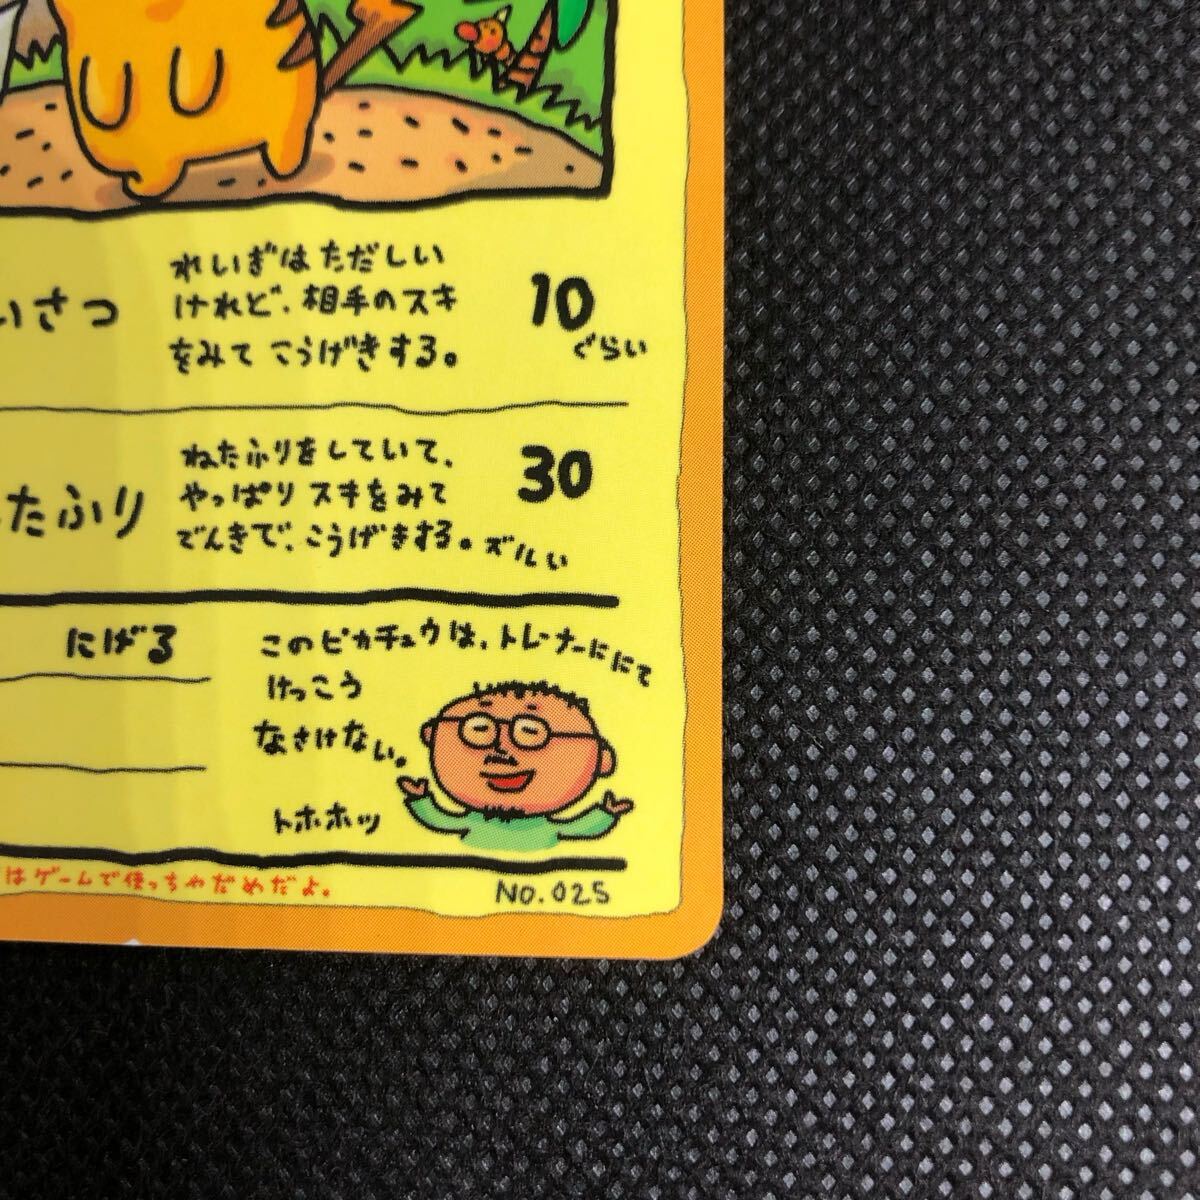 いさつ
れいぎはただしい
けれど、相手のスキ
をみてこうげきする。
10
ぐらい
たふり
ねたふりをしていて、
やっぱりスキをみて
でんきで、こうげきする。ズルい
30
にげる
このピカチュウは、トレーナーににて
けっこう
なさけない。
トホホッ
はゲームで使っちゃだめだよ。
NO.025